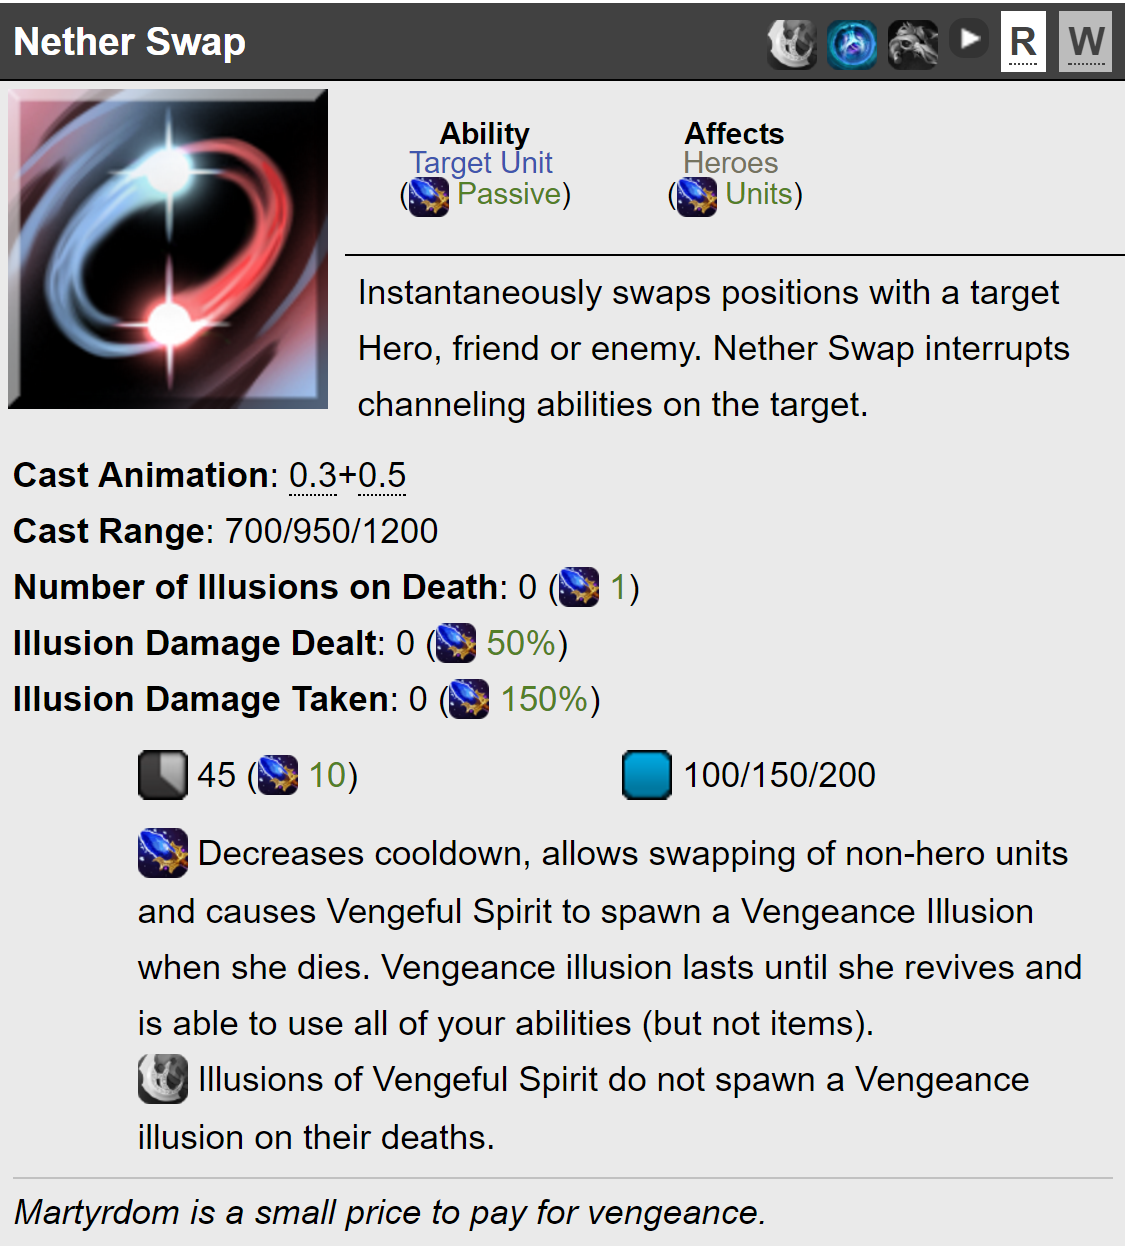 Nether Swap R W
Ability Affects
Target Unit Heroes
( Passive) ( Units)
Instantaneously swaps positions with a target
Hero, friend or enemy. Nether Swap interrupts
channeling abilities on the target.
Cast Animation: 0.3+0.5
Cast Range: 700/950/1200
Number of Illusions on Death: 0 ( 1)
Illusion Damage Dealt: 0 ( 50%)
Illusion Damage Taken: 0 ( 150%)
45 ( 10) 100/150/200
Decreases cooldown, allows swapping of non-hero units
and causes Vengeful Spirit to spawn a Vengeance Illusion
when she dies. Vengeance illusion lasts until she revives and
is able to use all of your abilities (but not items).
Illusions of Vengeful Spirit do not spawn a Vengeance
illusion on their deaths.
Martyrdom is a small price to pay for vengeance.